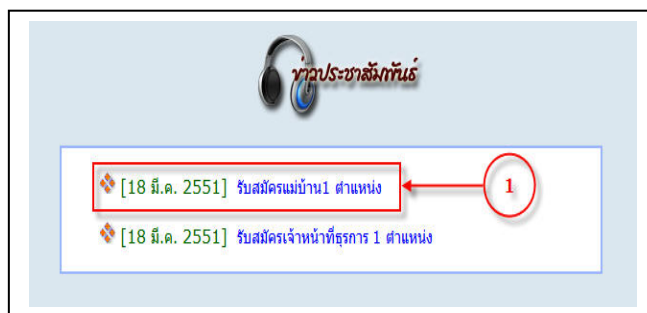 ข่าวประชาสัมพันธ์
[18 มี.ค. 2551] รับสมัครแม่บ้าน1 ตำแหน่ง
1
[18 มี.ค. 2551] รับสมัครเจ้าหน้าที่ธุรการ 1 ตำแหน่ง